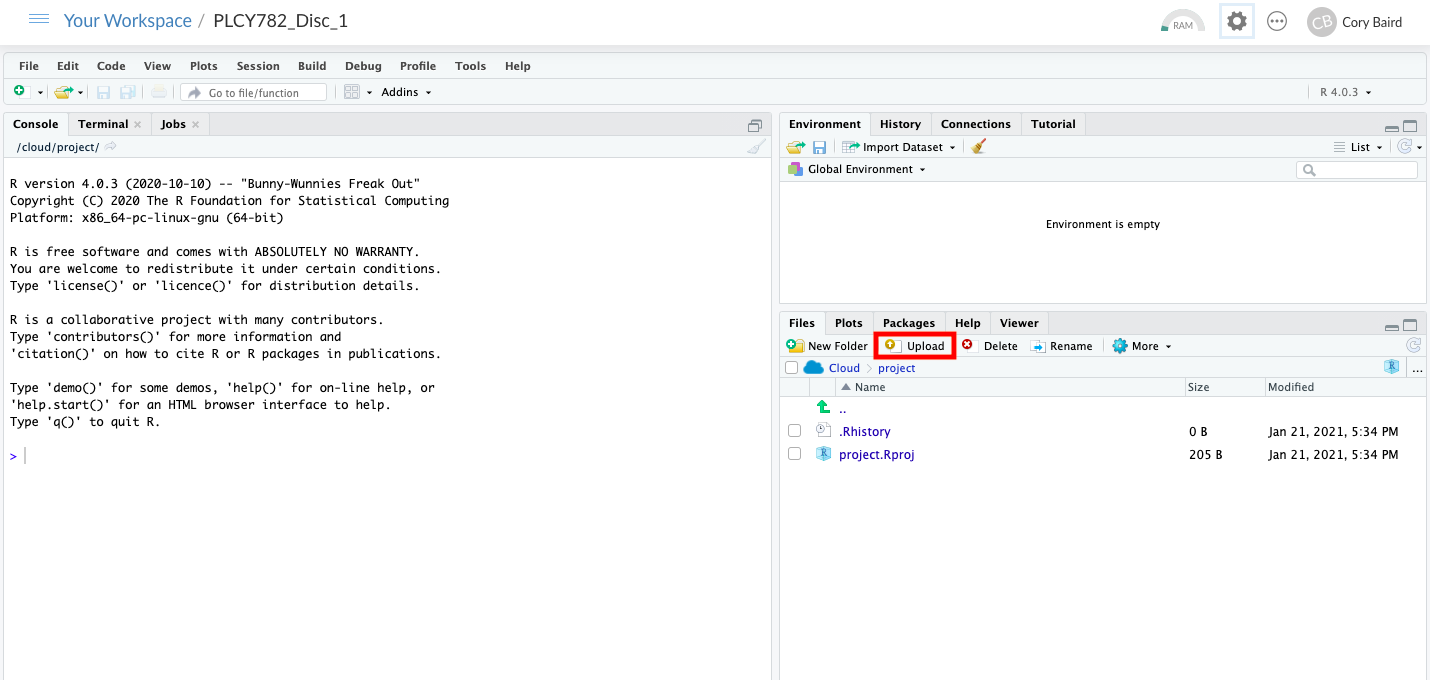 Your Workspace / PLCY782_Disc_1
RAM
CB Cory Baird
File Edit Code View Plots Session Build Debug Profile Tools Help
Go to file/function
Addins
R 4.0.3
Console Terminal Jobs
/cloud/project/
R version 4.0.3 (2020-10-10) -- "Bunny-Wunnies Freak Out"
Copyright (C) 2020 The R Foundation for Statistical Computing
Platform: x86_64-pc-linux-gnu (64-bit)
R is free software and comes with ABSOLUTELY NO WARRANTY.
You are welcome to redistribute it under certain conditions.
Type 'license()' or 'licence()' for distribution details.
R is a collaborative project with many contributors.
Type 'contributors()' for more information and
'citation()' on how to cite R or R packages in publications.
Type 'demo()' for some demos, 'help()' for on-line help, or
'help.start()' for an HTML browser interface to help.
Type 'q()' to quit R.
>
Environment History Connections Tutorial
Import Dataset
List
Global Environment
Environment is empty
Files Plots Packages Help Viewer
New Folder Upload Delete Rename More
Cloud project
R ...
Name Size Modified
..
.Rhistory 0 B Jan 21, 2021, 5:34 PM
R project.Rproj 205 B Jan 21, 2021, 5:34 PM